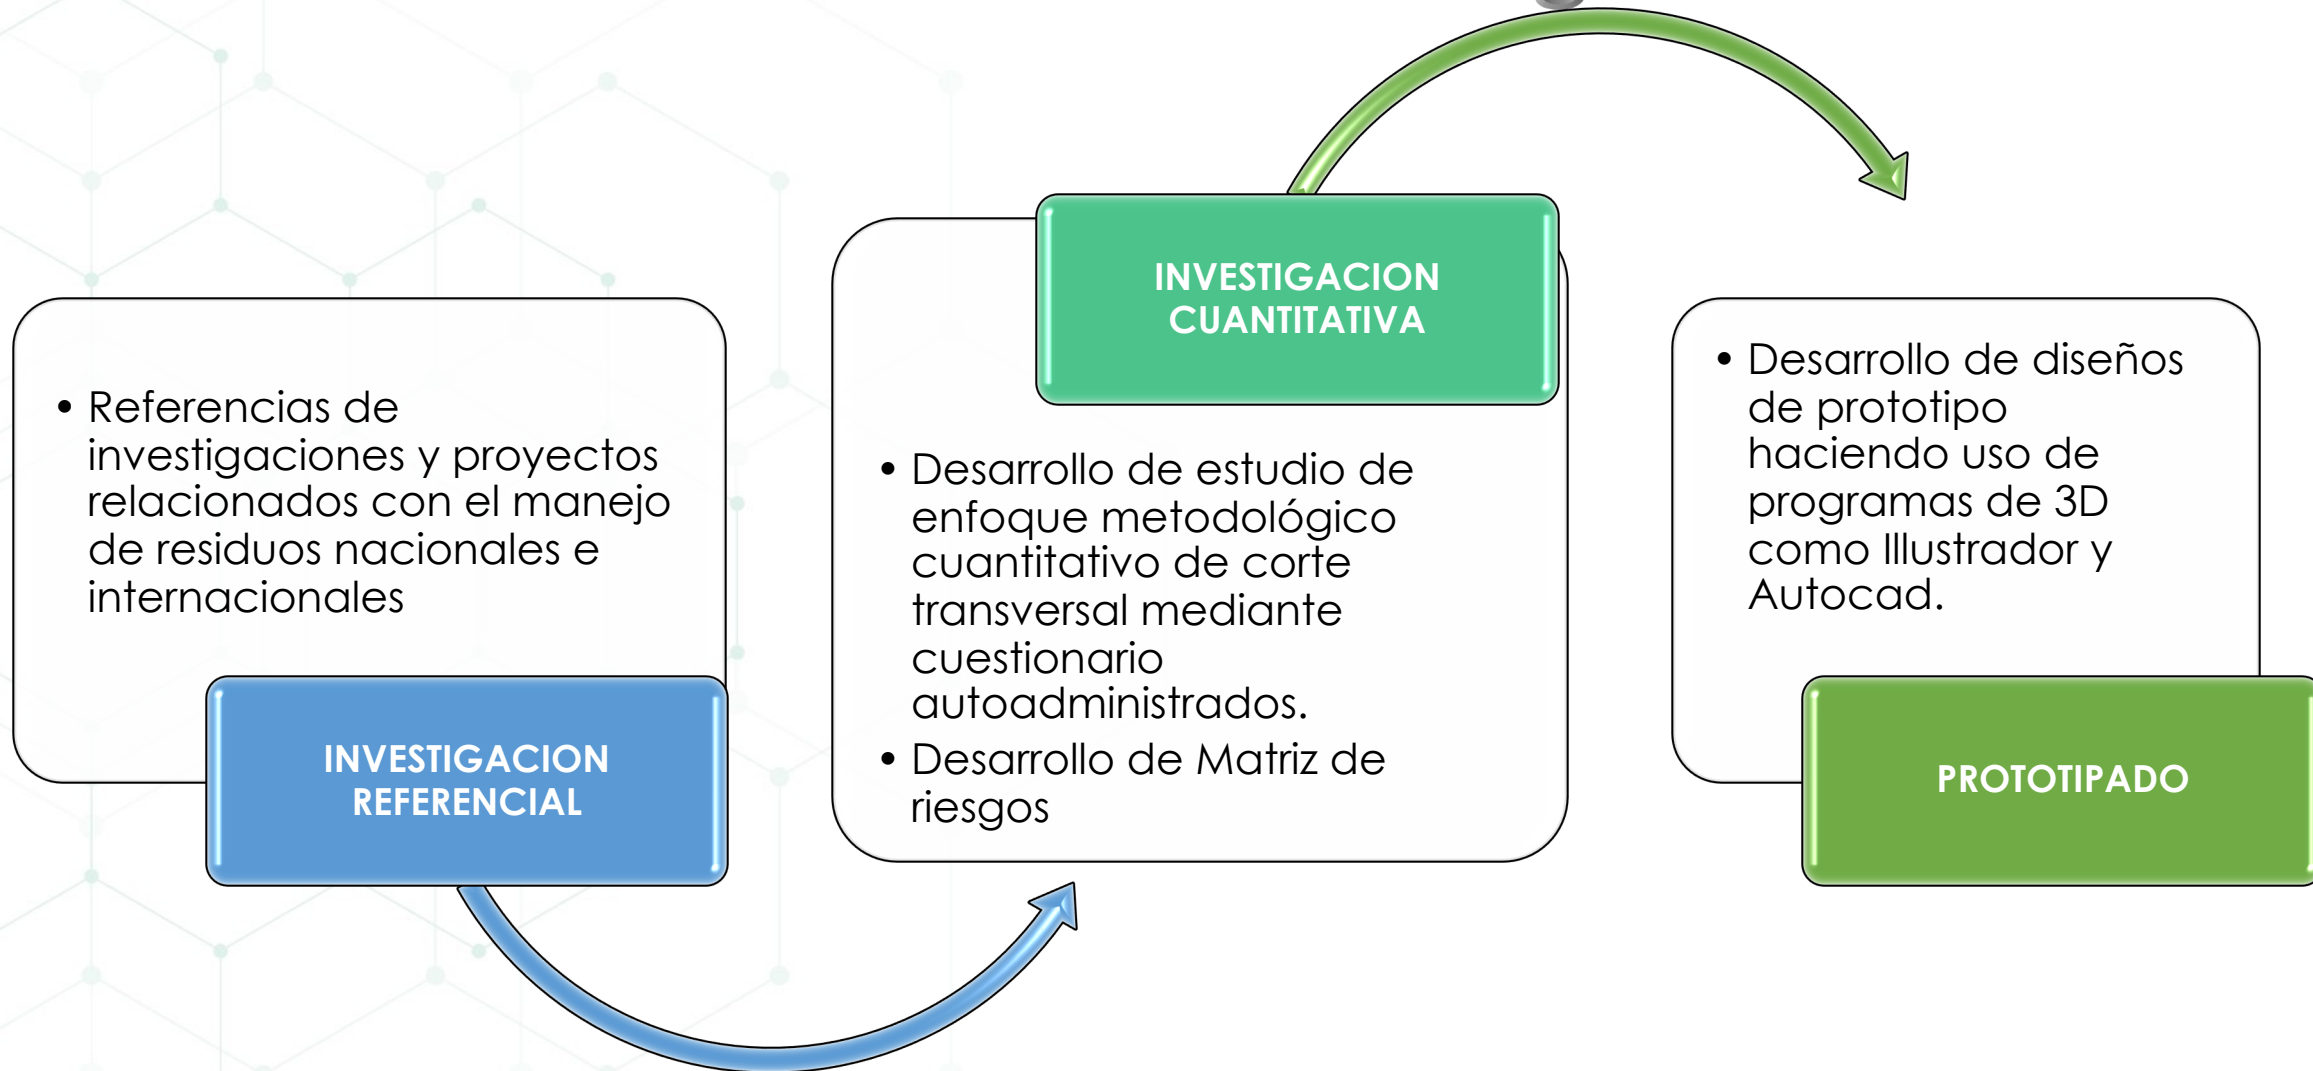 • Referencias de
investigaciones y proyectos
relacionados con el manejo
de residuos nacionales e
internacionales
INVESTIGACION
REFERENCIAL
INVESTIGACION
CUANTITATIVA
• Desarrollo de estudio de
enfoque metodológico
cuantitativo de corte
transversal mediante
cuestionario
autoadministrados.
• Desarrollo de Matriz de
riesgos
• Desarrollo de diseños
de prototipo
haciendo uso de
programas de 3D
como Illustrador y
Autocad.
PROTOTIPADO